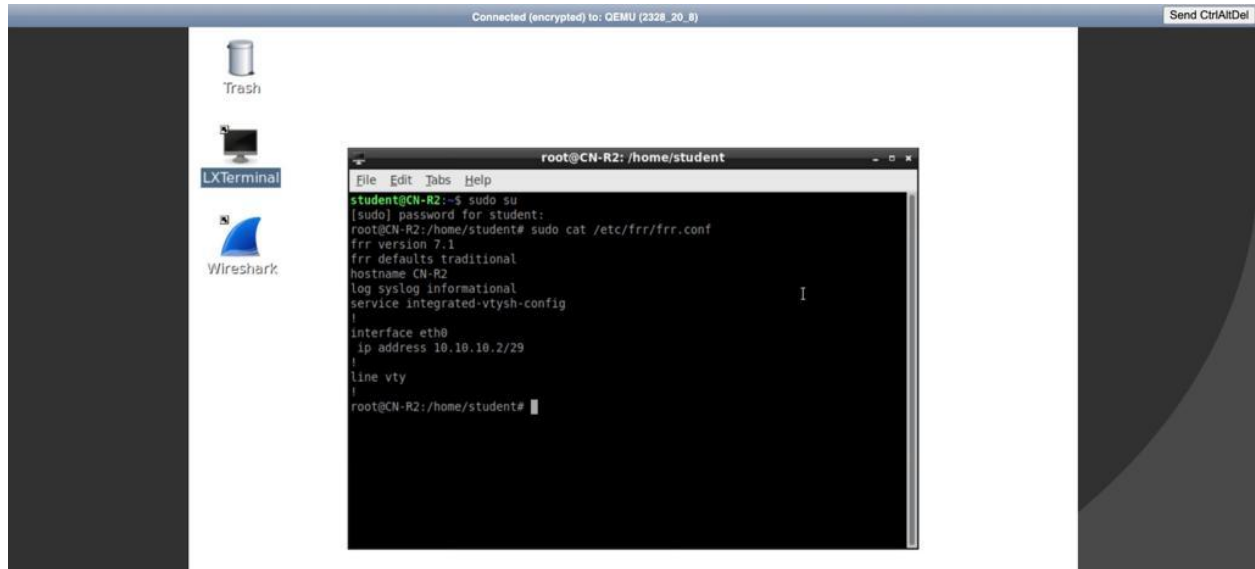 Connected (encrypted) to: QEMU (2328_20_8)
Send CtrlAltDel
Trash
LXTerminal
Wireshark
root@CN-R2: /home/student
File Edit Tabs Help
student@CN-R2:~$ sudo su
[sudo] password for student:
root@CN-R2:/home/student# sudo cat /etc/frr/frr.conf
frr version 7.1
frr defaults traditional
hostname CN-R2
log syslog informational
service integrated-vtysh-config
!
interface eth0
 ip address 10.10.10.2/29
!
line vty
!
root@CN-R2:/home/student#